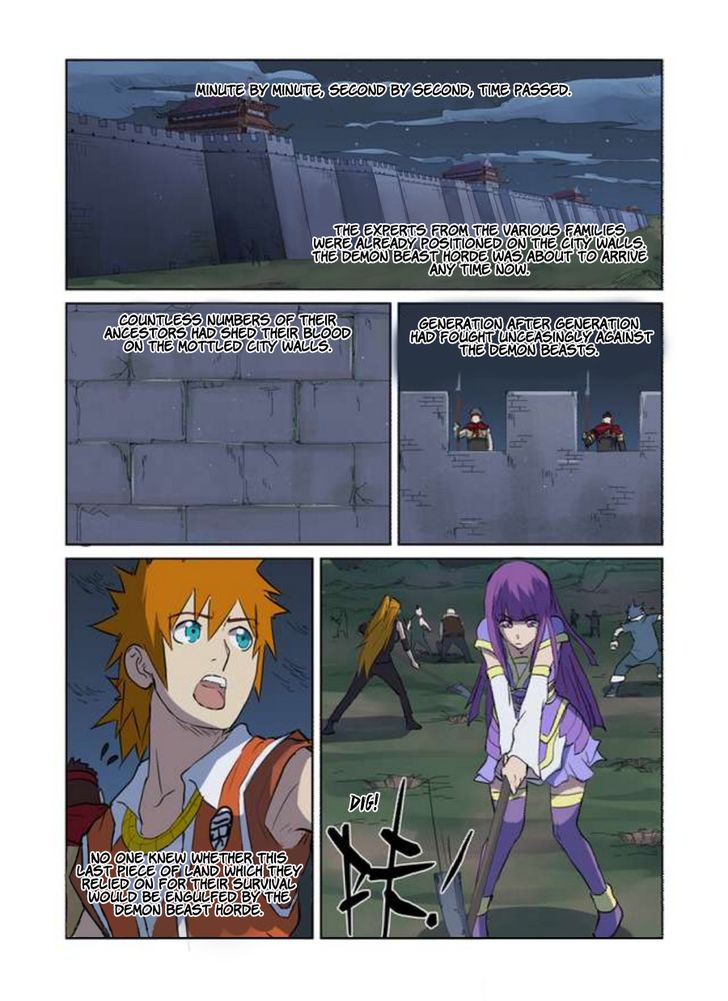 MINUTE BY MINUTE, SECOND BY SECOND, TIME PASSED.
THE EXPERTS FROM THE VARIOUS FAMILIES
WERE ALREADY POSITIONED ON THE CITY WALLS.
THE DEMON BEAST HORDE WAS ABOUT TO ARRIVE
ANY TIME NOW.
COUNTLESS NUMBERS OF THEIR
ANCESTORS HAD SHED THEIR BLOOD
ON THE MOTTLED CITY WALLS.
GENERATION AFTER GENERATION
HAD FOUGHT UNCEASINGLY AGAINST
THE DEMON BEASTS.
NO ONE KNEW WHETHER THIS
LAST PIECE OF LAND WHICH THEY
RELIED ON FOR THEIR SURVIVAL
WOULD BE ENGULFED BY THE
DEMON BEAST HORDE.
DIG!